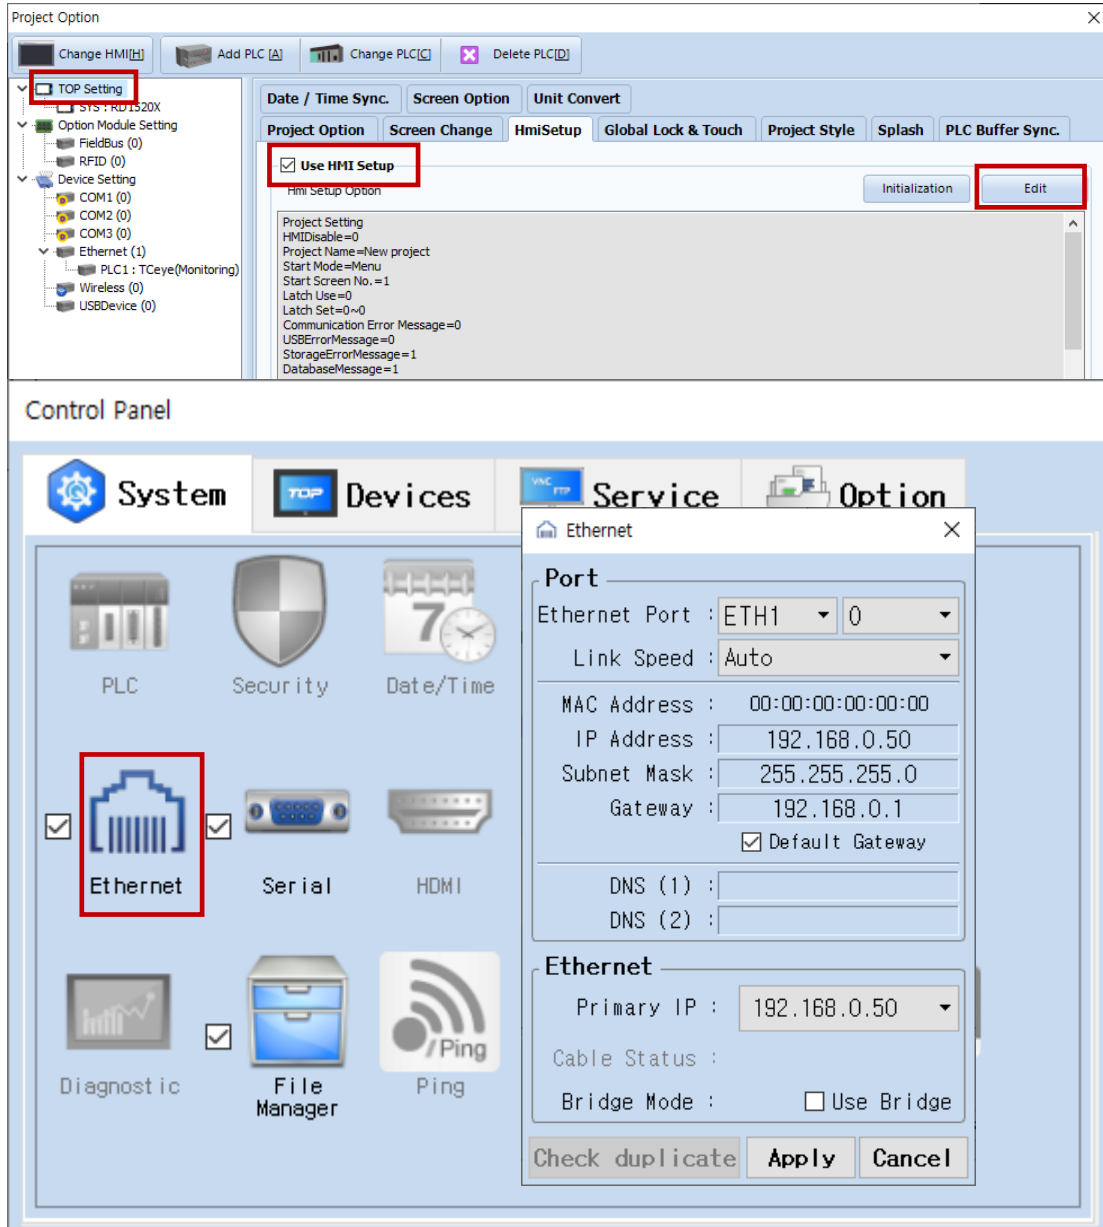 Project Option
Change HMI[H]
Add PLC [A]
Change PLC[C]
Delete PLC[D]
TOP Setting
SYS : RD1520X
Option Module Setting
FieldBus (0)
RFID (0)
Device Setting
COM1 (0)
COM2 (0)
COM3 (0)
Ethernet (1)
PLC1 : TCeye(Monitoring)
Wireless (0)
USBDevice (0)
Date / Time Sync.
Screen Option
Unit Convert
Project Option
Screen Change
HmiSetup
Global Lock & Touch
Project Style
Splash
PLC Buffer Sync.
Use HMI Setup
Hmi Setup Option
Initialization
Edit
Project Setting
HMIDisable=0
Project Name=New project
Start Mode=Menu
Start Screen No.=1
Latch Use=0
Latch Set=0~0
Communication Error Message=0
USBErrorMessage=0
StorageErrorMessage=1
DatabaseMessage=1
Control Panel
System
TOP
Devices
VNC
FTP
Service
Option
PLC
Security
7
Date/Time
Ethernet
Serial
HDMI
Diagnostic
File
Manager
/Ping
Ping
Ethernet
Port
Ethernet Port : ETH1 0
Link Speed : Auto
MAC Address : 00:00:00:00:00:00
IP Address : 192.168.0.50
Subnet Mask : 255.255.255.0
Gateway : 192.168.0.1
Default Gateway
DNS (1) :
DNS (2) :
Ethernet
Primary IP : 192.168.0.50
Cable Status :
Bridge Mode : Use Bridge
Check duplicate
Apply
Cancel